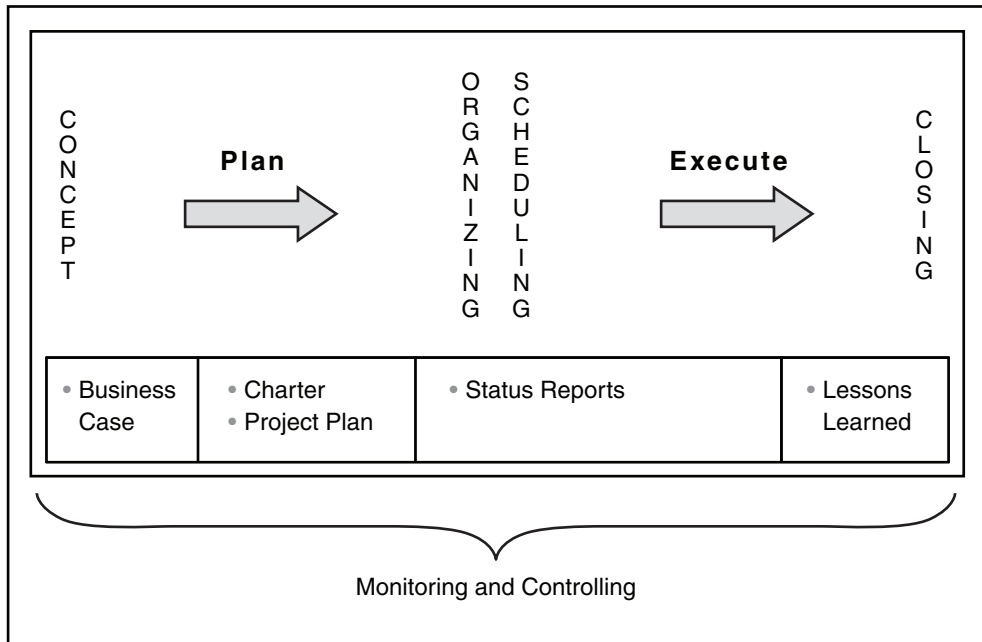 CONCEPT
Plan
ORGANIZING
SCHEDULING
Execute
CLOSING
• Business
Case
• Charter
• Project Plan
• Status Reports
• Lessons
Learned
Monitoring and Controlling